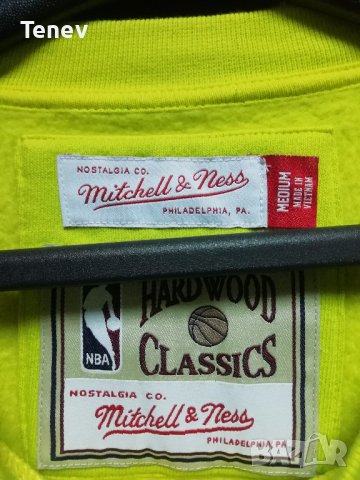 Tenev
NOSTALGIA CO.
Mitchell & Ness
PHILADELPHIA, PA.
MEDIUM
MADE IN
VIETNAM
HARDWOOD
CLASSICS
NBA
NOSTALGIA CO.
Mitchell & Ness
PHILADELPHIA, PA.
BAZAR